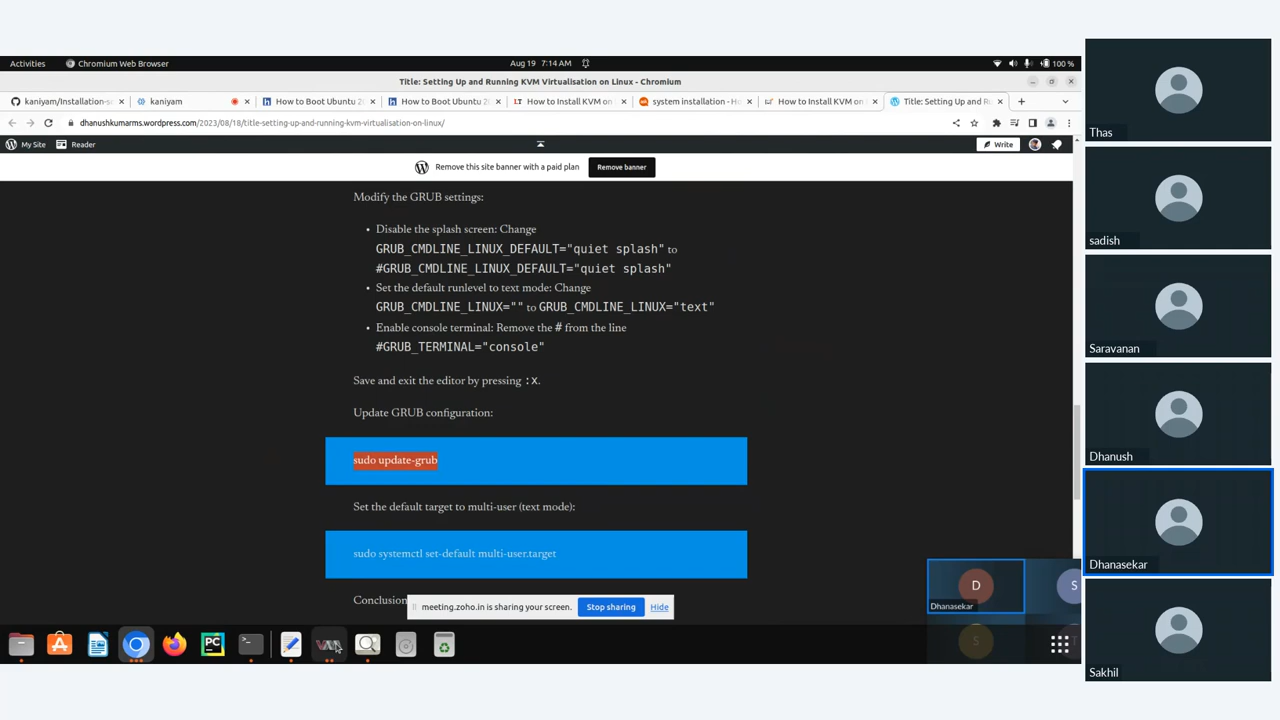 Activities
Chromium Web Browser
Aug 19 7:14 AM
100 %
Title: Setting Up and Running KVM Virtualisation on Linux - Chromium
kaniyam/Installation-s
kaniyam
How to Boot Ubuntu 2
How to Boot Ubuntu 2
How to Install KVM on
system installation - H
How to Install KVM on
Title: Setting Up and R
dhanushkumarms.wordpress.com/2023/08/18/title-setting-up-and-running-kvm-virtualisation-on-linux/
My Site
Reader
Write
Remove this site banner with a paid plan
Remove banner
Modify the GRUB settings:
• Disable the splash screen: Change
GRUB_CMDLINE_LINUX_DEFAULT="quiet splash" to
#GRUB_CMDLINE_LINUX_DEFAULT="quiet splash"
• Set the default runlevel to text mode: Change
GRUB_CMDLINE_LINUX="" to GRUB_CMDLINE_LINUX="text"
• Enable console terminal: Remove the # from the line
#GRUB_TERMINAL="console"
Save and exit the editor by pressing :x.
Update GRUB configuration:
sudo update-grub
Set the default target to multi-user (text mode):
sudo systemctl set-default multi-user.target
Conclusion
meeting.zoho.in is sharing your screen.
Stop sharing
Hide
D
Dhanasekar
S
S
Thas
sadish
Saravanan
Dhanush
Dhanasekar
Sakhil